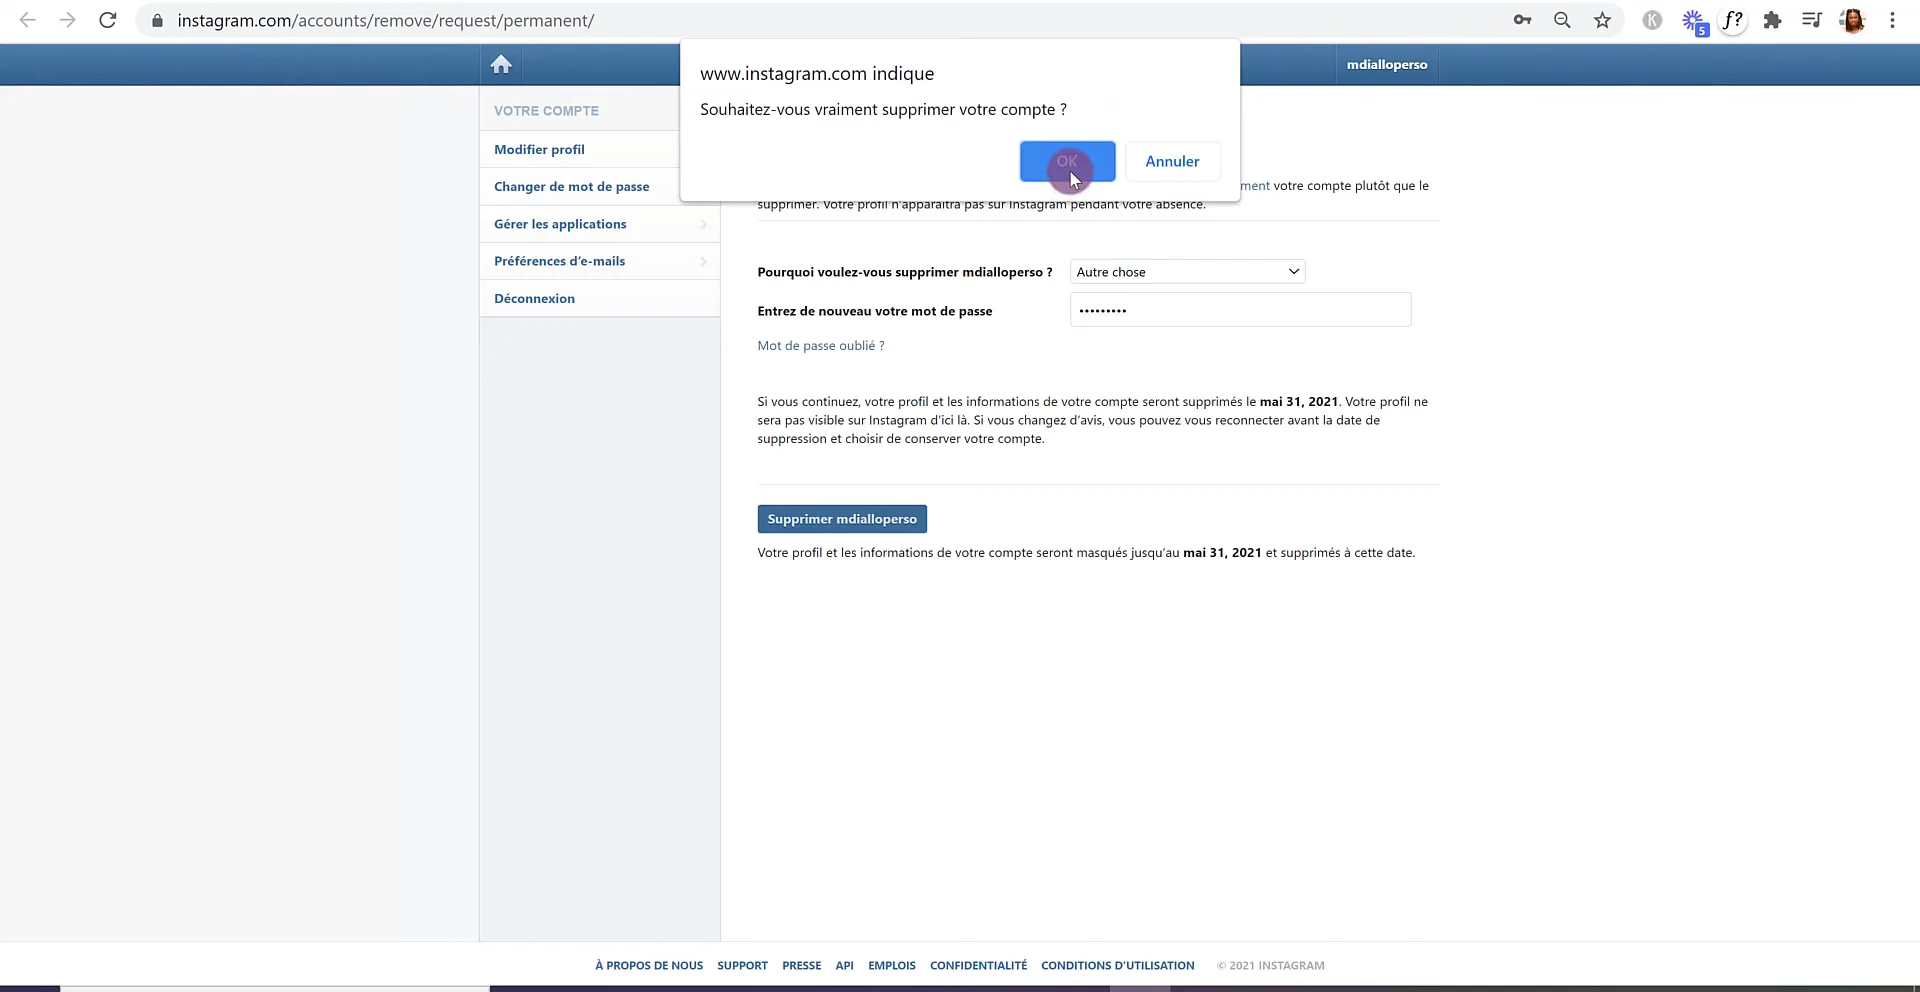 instagram.com/accounts/remove/request/permanent/
K
5
f?
mdialloperso
www.instagram.com indique
Souhaitez-vous vraiment supprimer votre compte ?
OK
Annuler
VOTRE COMPTE
Modifier profil
Changer de mot de passe
Gérer les applications
Préférences d'e-mails
Déconnexion
ment votre compte plutôt que le
supprimer. Votre profil n'apparaîtra pas sur Instagram pendant votre absence.
Pourquoi voulez-vous supprimer mdialloperso ?
Autre chose
Entrez de nouveau votre mot de passe
•••••••••
Mot de passe oublié ?
Si vous continuez, votre profil et les informations de votre compte seront supprimés le mai 31, 2021. Votre profil ne
sera pas visible sur Instagram d'ici là. Si vous changez d'avis, vous pouvez vous reconnecter avant la date de
suppression et choisir de conserver votre compte.
Supprimer mdialloperso
Votre profil et les informations de votre compte seront masqués jusqu'au mai 31, 2021 et supprimés à cette date.
À PROPOS DE NOUS SUPPORT PRESSE API EMPLOIS CONFIDENTIALITÉ CONDITIONS D'UTILISATION © 2021 INSTAGRAM